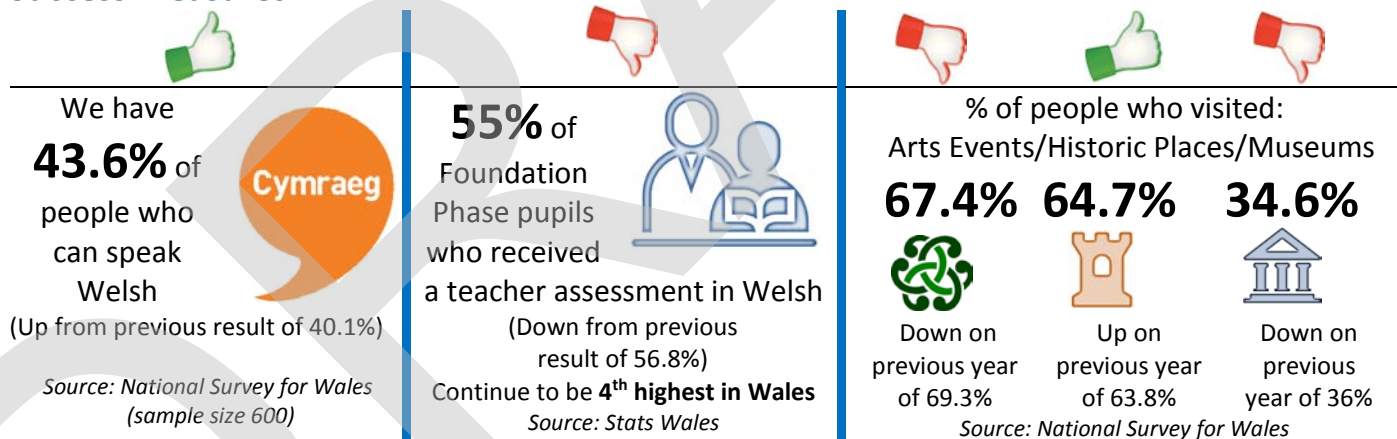 We have
43.6% of
people who
can speak
Welsh
Cymraeg
(Up from previous result of 40.1%)
Source: National Survey for Wales
(sample size 600)
55% of
Foundation
Phase pupils
who received
a teacher assessment in Welsh
(Down from previous
result of 56.8%)
Continue to be 4th highest in Wales
Source: Stats Wales
% of people who visited:
Arts Events/Historic Places/Museums
67.4% 64.7% 34.6%
Down on
previous year
of 69.3%
Up on
previous year
of 63.8%
Down on
previous
year of 36%
Source: National Survey for Wales